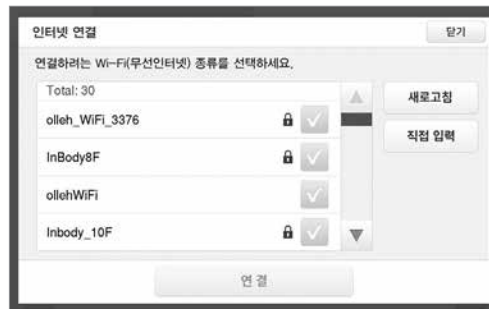 인터넷 연결
닫기
연결하려는 Wi-Fi(무선인터넷) 종류를 선택하세요.
Total: 30
새로고침
olleh_WiFi_3376
직접 입력
InBody8F
ollehWiFi
Inbody_10F
연결